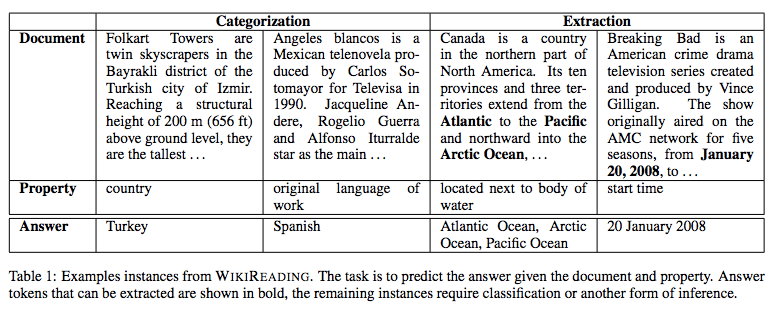 Categorization Extraction
Document
Folkart Towers are
twin skyscrapers in the
Bayrakli district of the
Turkish city of Izmir.
Reaching a structural
height of 200 m (656 ft)
above ground level, they
are the tallest …
Angeles blancos is a
Mexican telenovela pro-
duced by Carlos So-
tomayor for Televisa in
1990. Jacqueline An-
dere, Rogelio Guerra
and Alfonso Iturralde
star as the main …
Canada is a country
in the northern part of
North America. Its ten
provinces and three ter-
ritories extend from the
Atlantic to the Pacific
and northward into the
Arctic Ocean, …
Breaking Bad is an
American crime drama
television series created
and produced by Vince
Gilligan. The show
originally aired on the
AMC network for five
seasons, from January
20, 2008, to …
Property
country
original language of
work
located next to body of
water
start time
Answer
Turkey
Spanish
Atlantic Ocean, Arctic
Ocean, Pacific Ocean
20 January 2008
Table 1: Examples instances from WIKIREADING. The task is to predict the answer given the document and property. Answer
tokens that can be extracted are shown in bold, the remaining instances require classification or another form of inference.